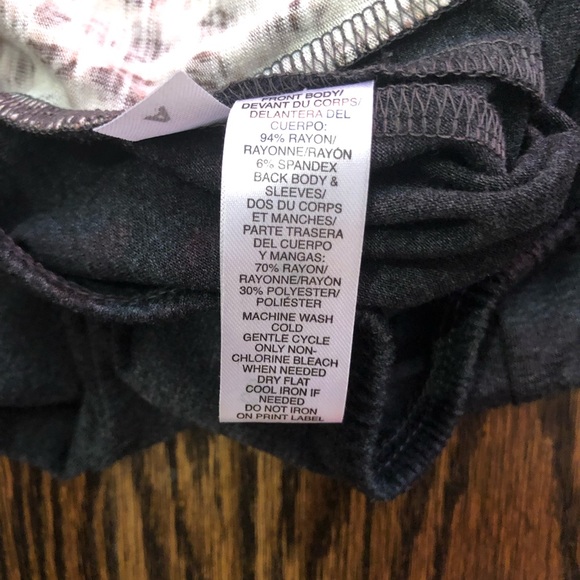 FRONT BODY/
DEVANT DU CORPS/
DELANTERA DEL
CUERPO:
94% RAYON/
RAYONNE/RAYÓN
6% SPANDEX
BACK BODY &
SLEEVES/
DOS DU CORPS
ET MANCHES/
PARTE TRASERA
DEL CUERPO
Y MANGAS:
70% RAYON/
RAYONNE/RAYÓN
30% POLYESTER/
POLIÉSTER
MACHINE WASH
COLD
GENTLE CYCLE
ONLY NON-
CHLORINE BLEACH
WHEN NEEDED
DRY FLAT
COOL IRON IF
NEEDED
DO NOT IRON
ON PRINT LABEL